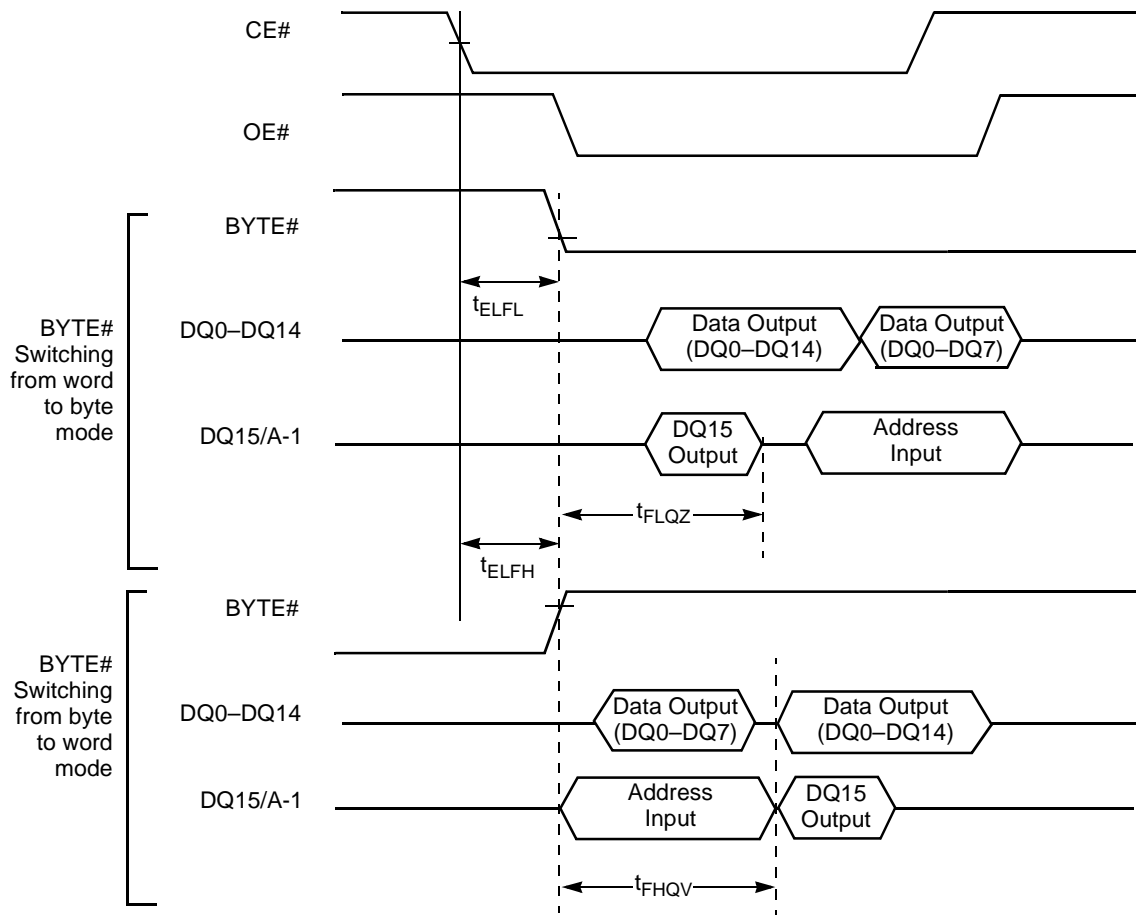 CE#
OE#
BYTE#
tELFL
BYTE#
Switching
from word
to byte
mode
DQ0–DQ14
Data Output
(DQ0–DQ14)
Data Output
(DQ0–DQ7)
DQ15/A-1
DQ15
Output
Address
Input
tFLQZ
tELFH
BYTE#
BYTE#
Switching
from byte
to word
mode
DQ0–DQ14
Data Output
(DQ0–DQ7)
Data Output
(DQ0–DQ14)
DQ15/A-1
Address
Input
DQ15
Output
tFHQV